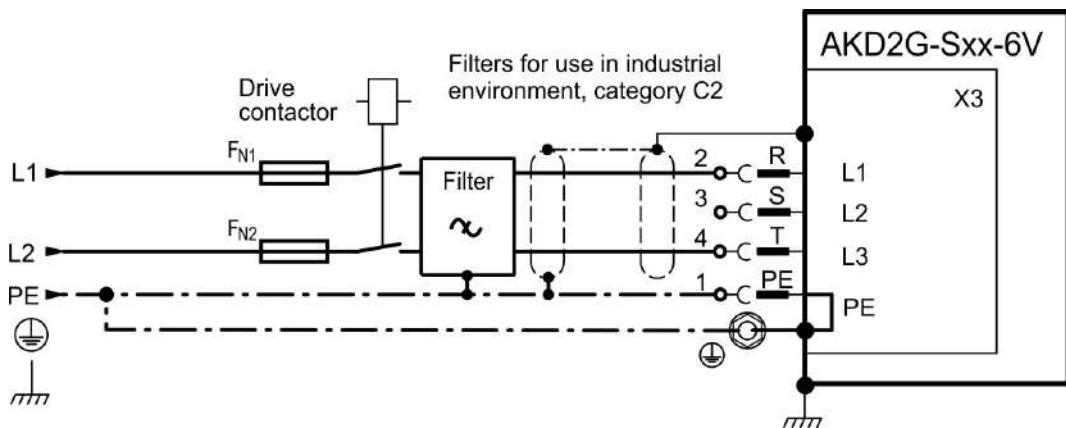 AKD2G-Sxx-6V
X3
Filters for use in industrial
environment, category C2
Drive
contactor
FN1
L1
Filter
2
R
L1
3
S
L2
FN2
L2
4
T
L3
PE
1
PE
PE